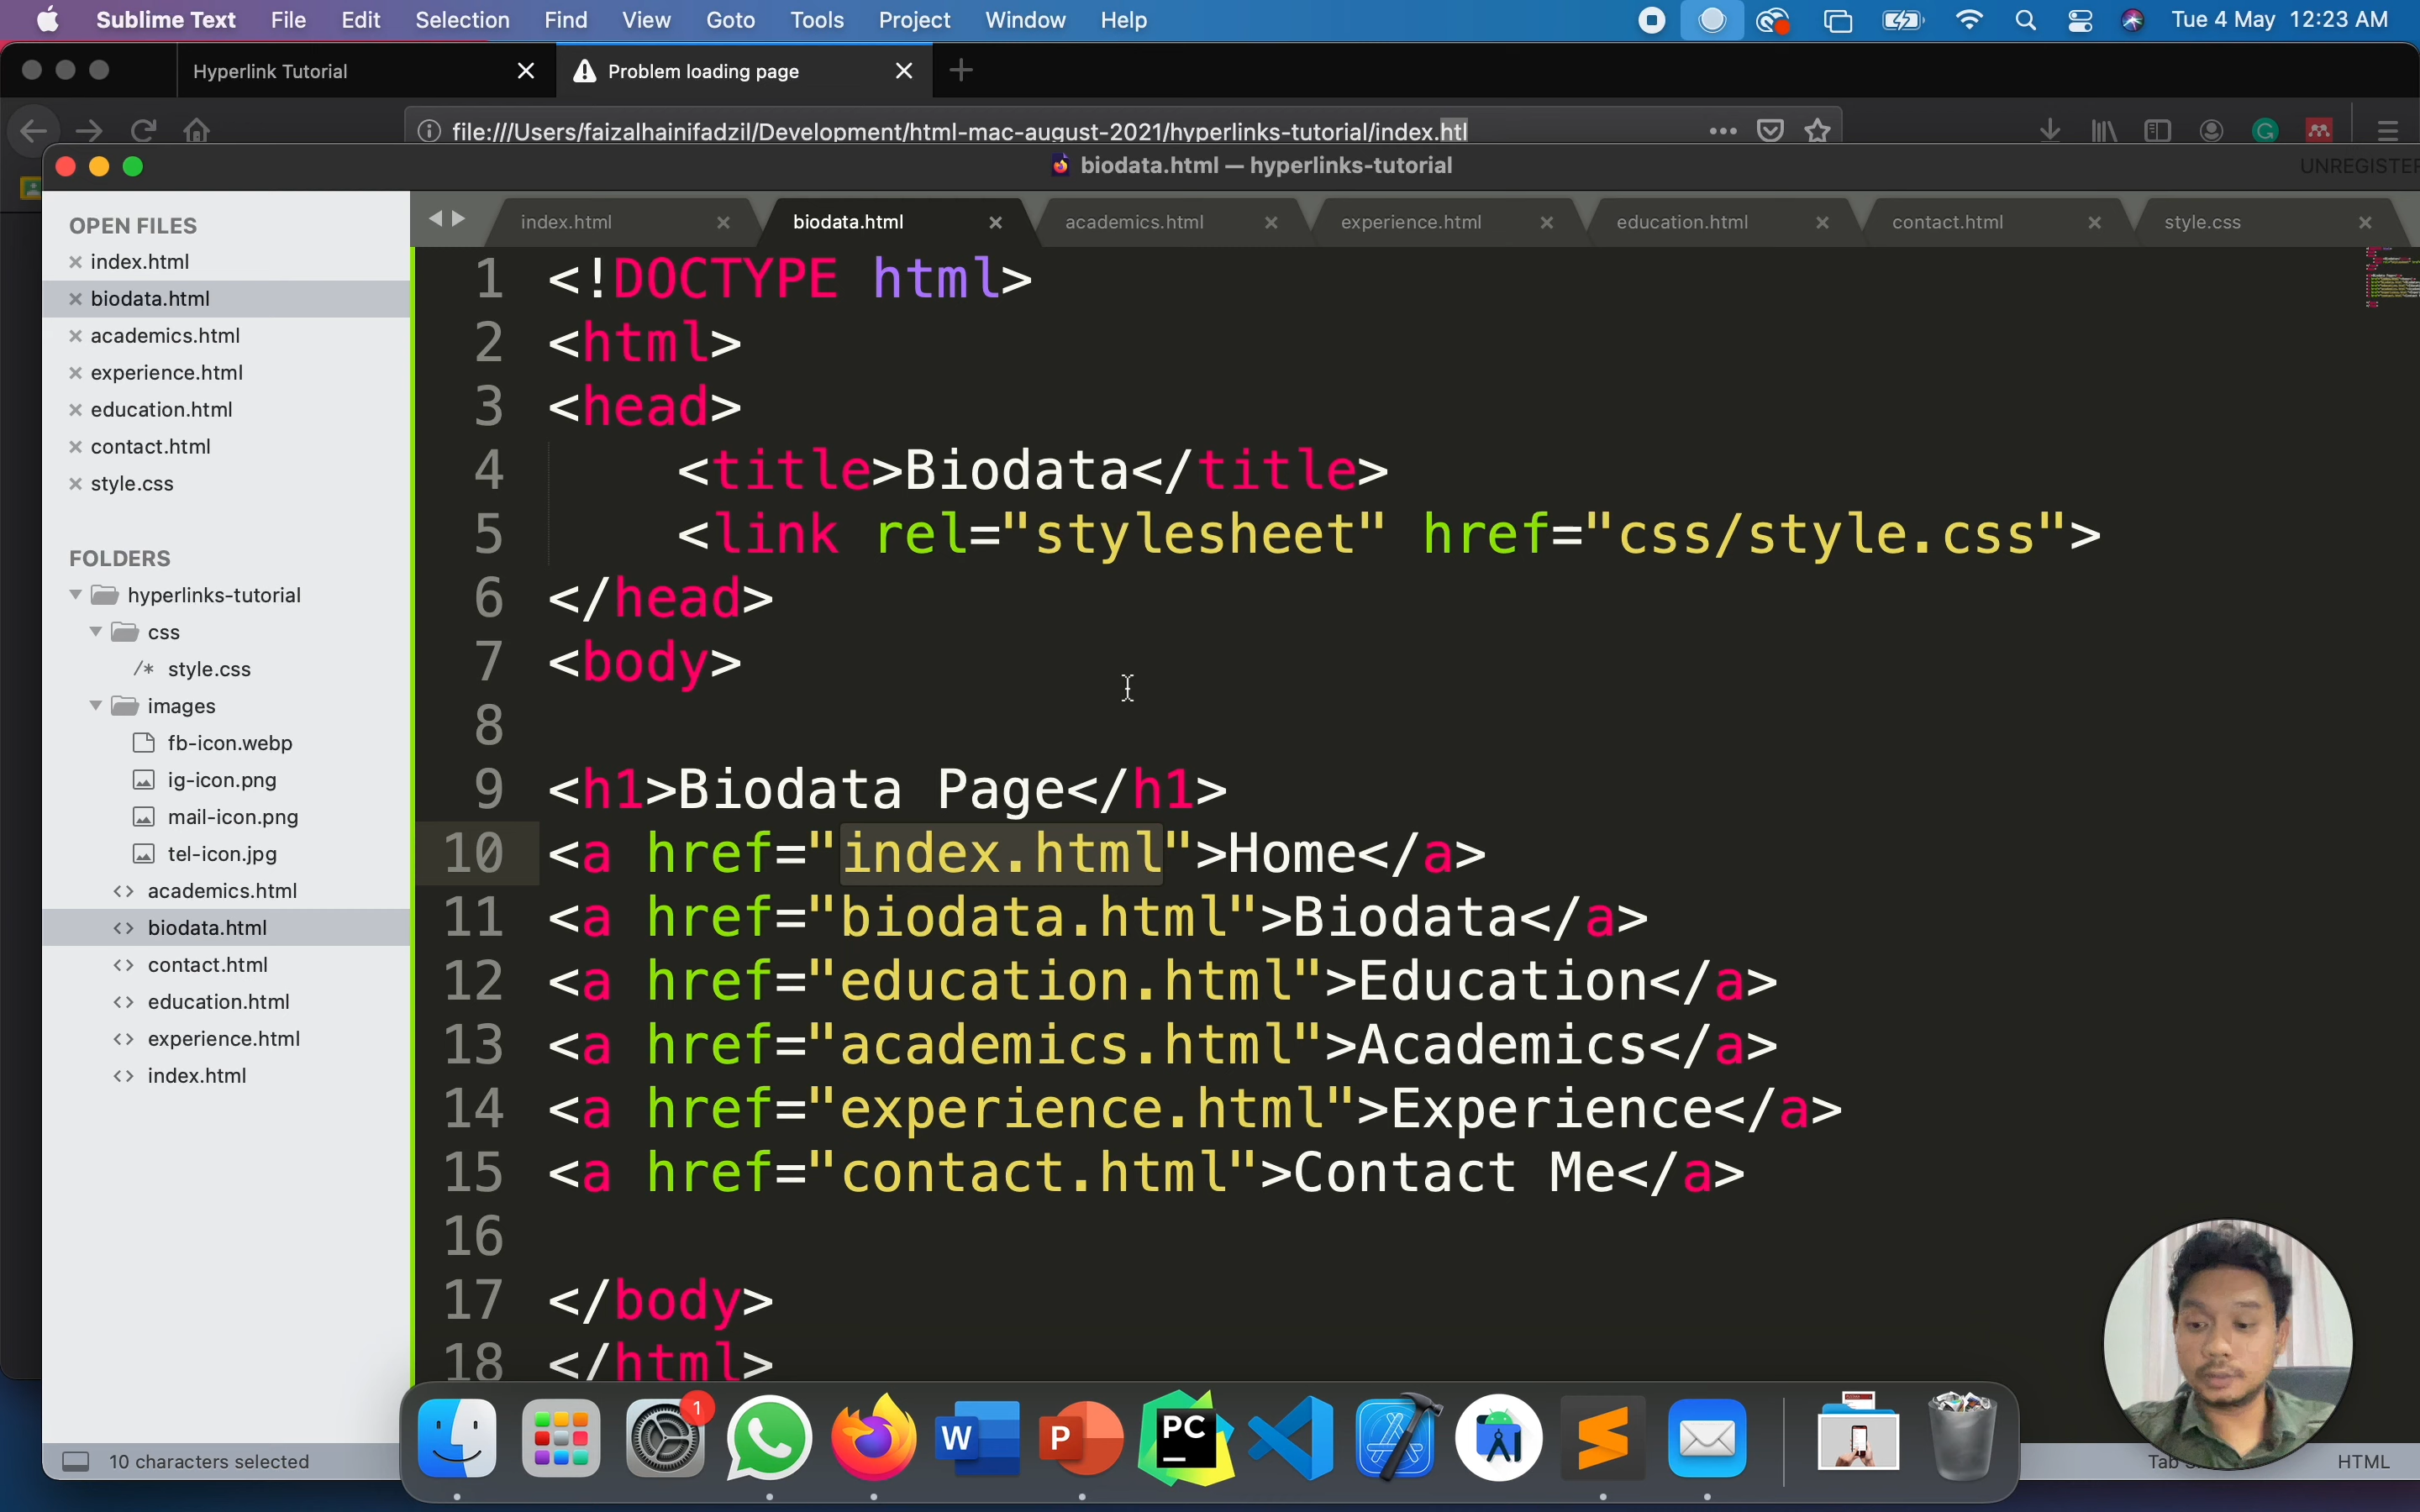 Sublime Text File Edit Selection Find View Goto Tools Project Window Help Tue 4 May 12:23 AM
Hyperlink Tutorial Problem loading page
file:///Users/faizalhainifadzil/Development/html-mac-august-2021/hyperlinks-tutorial/index.htl
biodata.html — hyperlinks-tutorial
OPEN FILES
index.html
biodata.html
academics.html
experience.html
education.html
contact.html
style.css
FOLDERS
hyperlinks-tutorial
css
/* style.css
images
fb-icon.webp
ig-icon.png
mail-icon.png
tel-icon.jpg
<> academics.html
<> biodata.html
<> contact.html
<> education.html
<> experience.html
<> index.html
index.html biodata.html academics.html experience.html education.html contact.html style.css
1 <!DOCTYPE html>
2 <html>
3 <head>
4 <title>Biodata</title>
5 <link rel="stylesheet" href="css/style.css">
6 </head>
7 <body>
8
9 <h1>Biodata Page</h1>
10 <a href="index.html">Home</a>
11 <a href="biodata.html">Biodata</a>
12 <a href="education.html">Education</a>
13 <a href="academics.html">Academics</a>
14 <a href="experience.html">Experience</a>
15 <a href="contact.html">Contact Me</a>
16
17 </body>
18 </html>
1
W
P
PC
10 characters selected
Tab
HTML